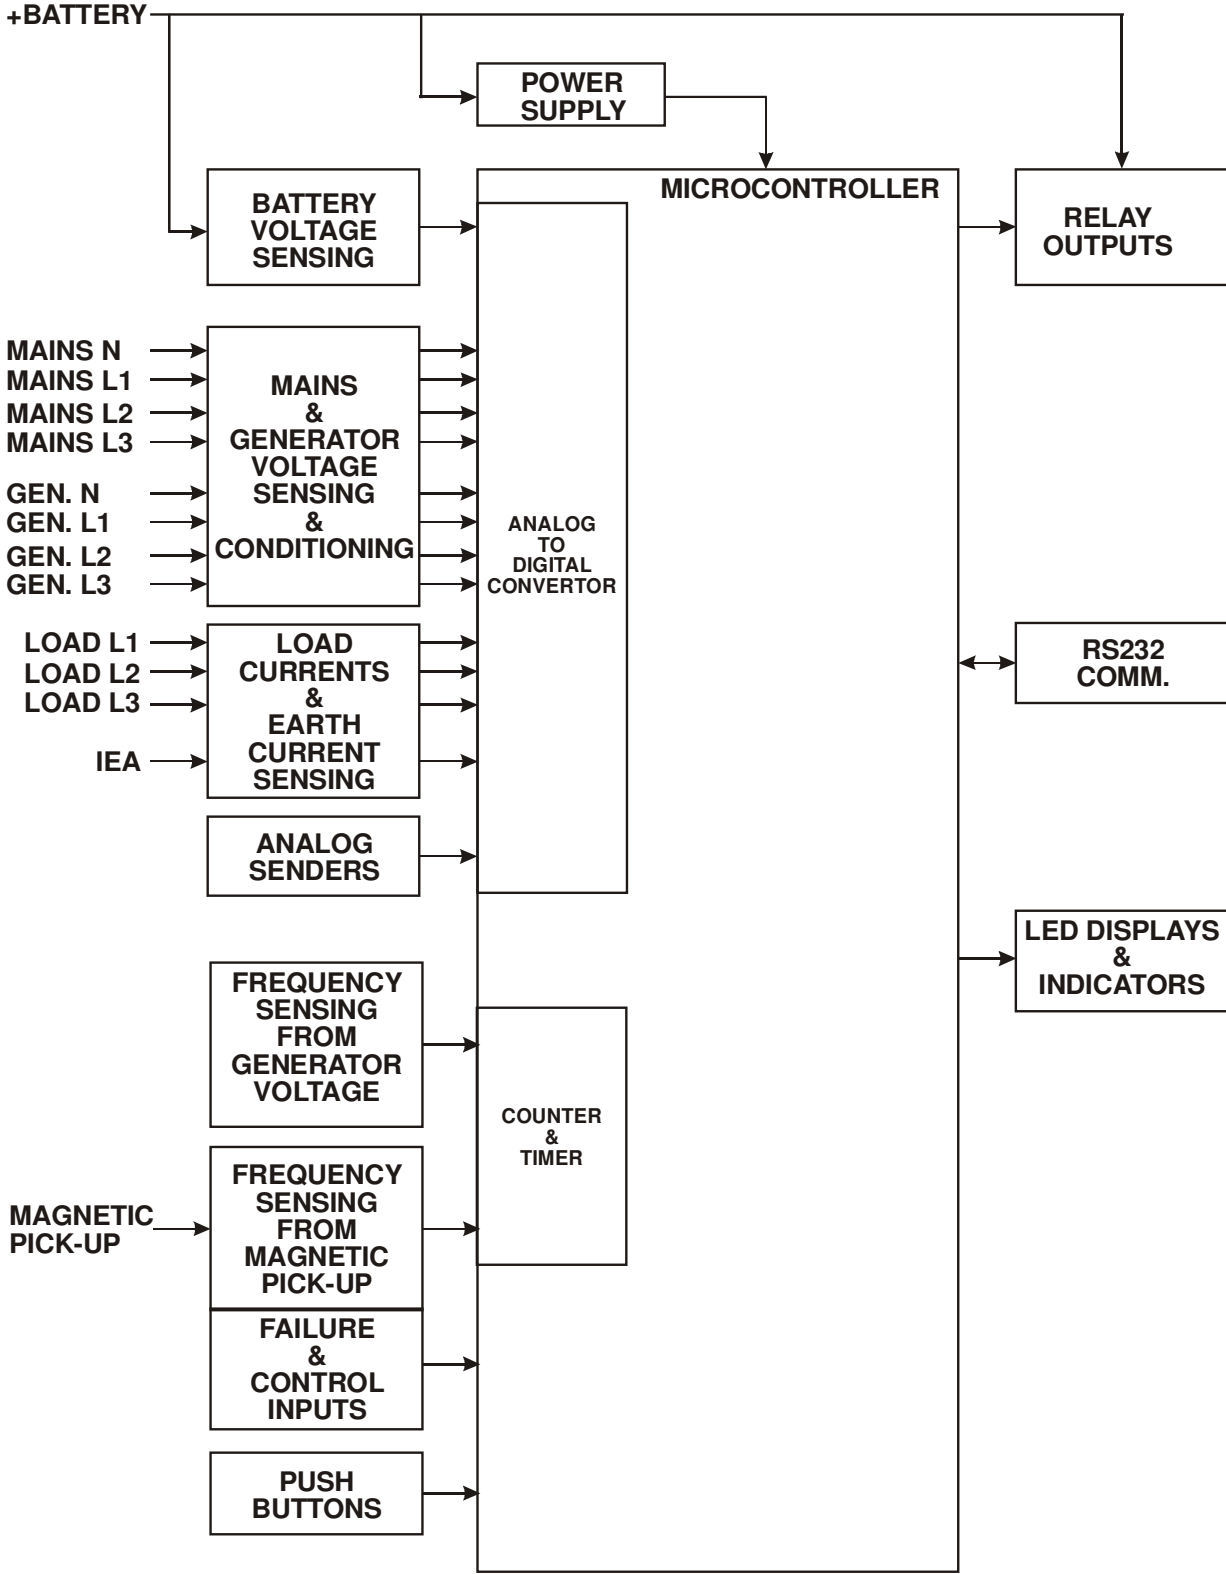 +BATTERY
POWER
SUPPLY
MICROCONTROLLER
BATTERY
VOLTAGE
SENSING
RELAY
OUTPUTS
MAINS N
MAINS L1
MAINS L2
MAINS L3
GEN. N
GEN. L1
GEN. L2
GEN. L3
MAINS
&
GENERATOR
VOLTAGE
SENSING
&
CONDITIONING
ANALOG
TO
DIGITAL
CONVERTOR
LOAD L1
LOAD L2
LOAD L3
IEA
LOAD
CURRENTS
&
EARTH
CURRENT
SENSING
RS232
COMM.
ANALOG
SENDERS
LED DISPLAYS
&
INDICATORS
FREQUENCY
SENSING
FROM
GENERATOR
VOLTAGE
COUNTER
&
TIMER
MAGNETIC
PICK-UP
FREQUENCY
SENSING
FROM
MAGNETIC
PICK-UP
FAILURE
&
CONTROL
INPUTS
PUSH
BUTTONS